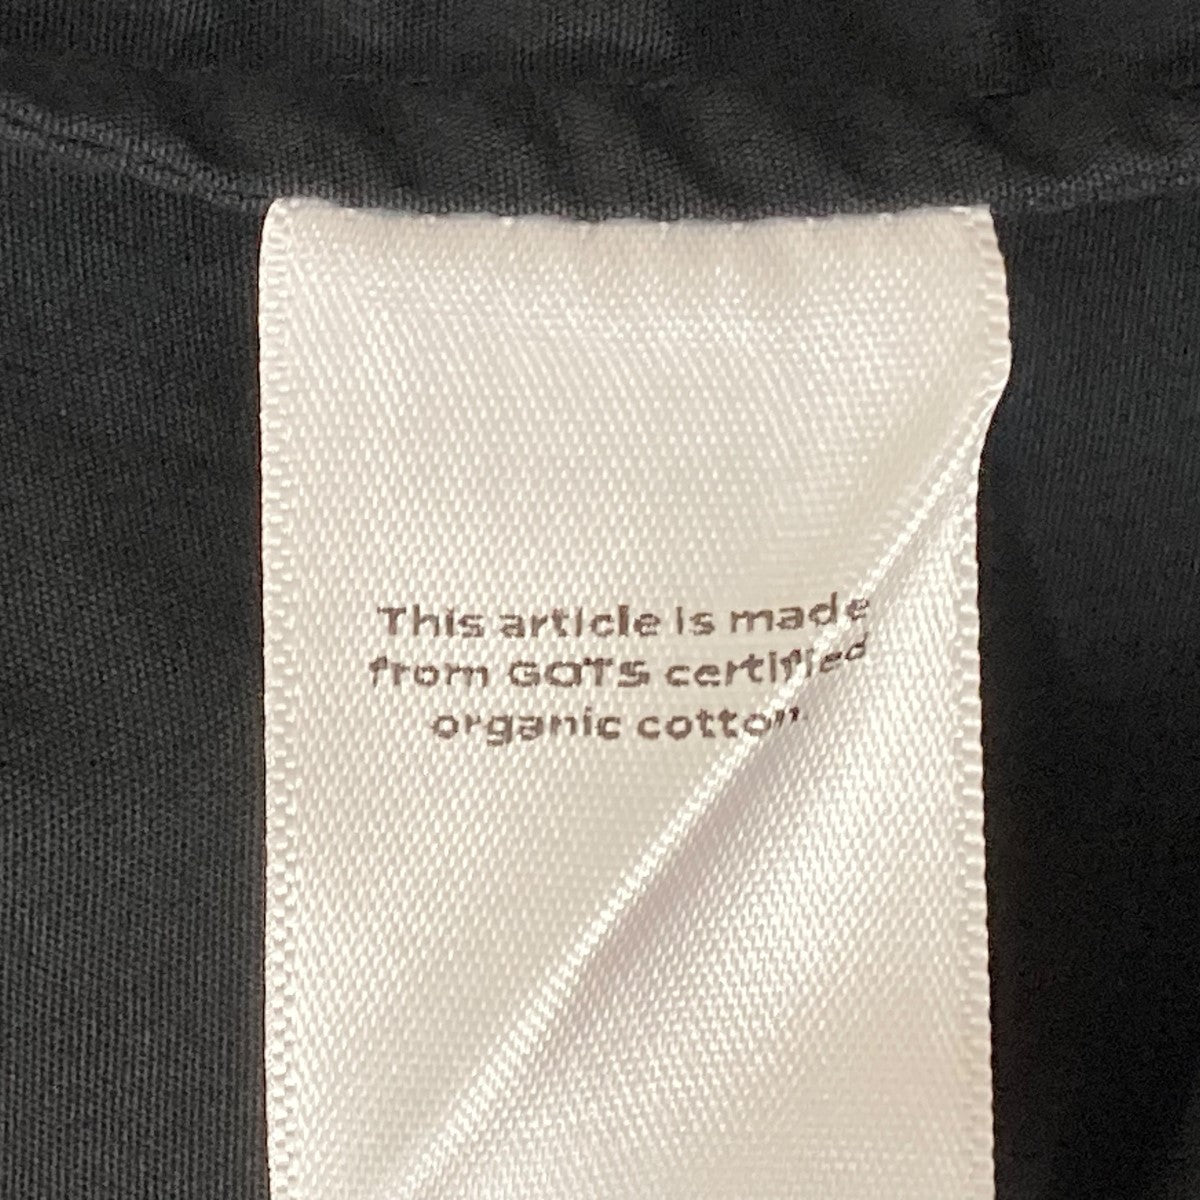 This article is made
from GOTS certified
organic cotton.